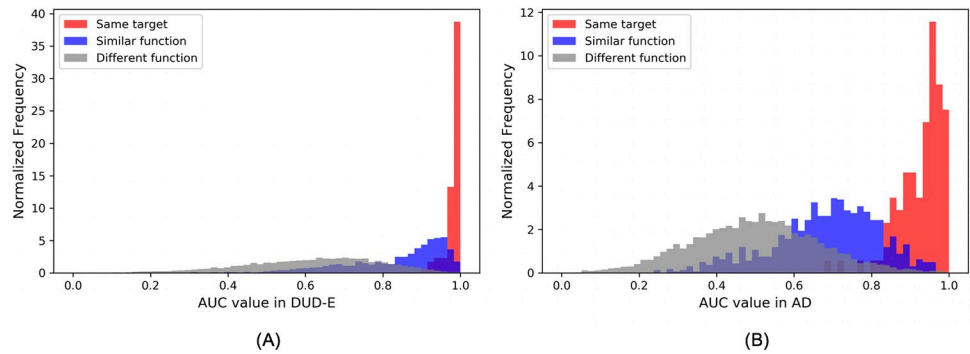 Same target
Similar function
Different function
Normalized Frequency
40
35
30
25
20
15
10
5
0
0.0 0.2 0.4 0.6 0.8 1.0
AUC value in DUD-E
(A)
Same target
Similar function
Different function
Normalized Frequency
12
10
8
6
4
2
0
0.0 0.2 0.4 0.6 0.8 1.0
AUC value in AD
(B)